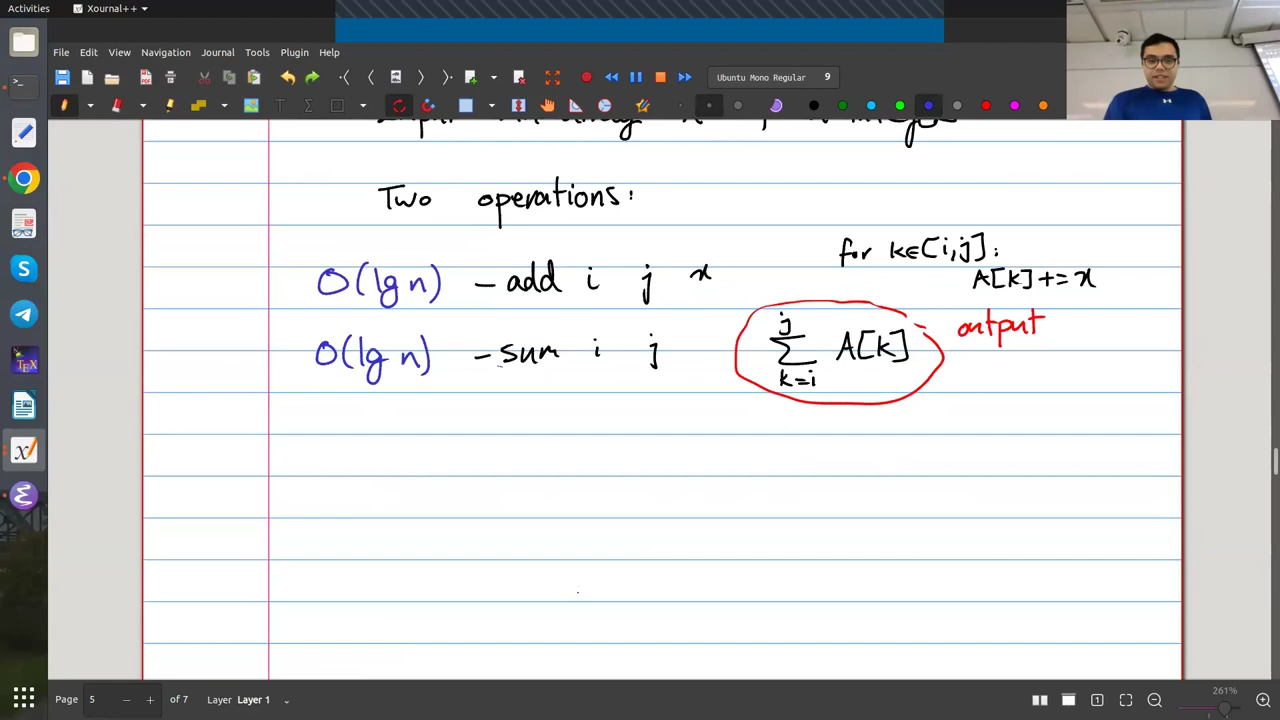 Activities Xournal++
File Edit View Navigation Journal Tools Plugin Help
Ubuntu Mono Regular 9
Two operations:
for k∈[i,j]:
O(lg n) - add i j x A[k] += x
output
O(lg n) - sum i j j∑k=i A[k]
Page 5 of 7 Layer Layer 1 261%